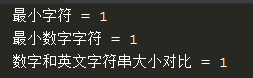 最小字符 = 1
最小数字字符 = 1
数字和英文字符串大小对比 = 1